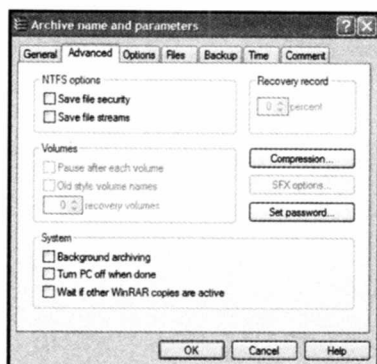 Archive name and parameters
General Advanced Options Files Backup Time Comment
NTFS options
Save file security
Save file streams
Recovery record
0 percent
Volumes
Pause after each volume
Old style volume names
0 recovery volumes
Compression...
SFX options...
Set password...
System
Background archiving
Turn PC off when done
Wait if other WinRAR copies are active
OK Cancel Help